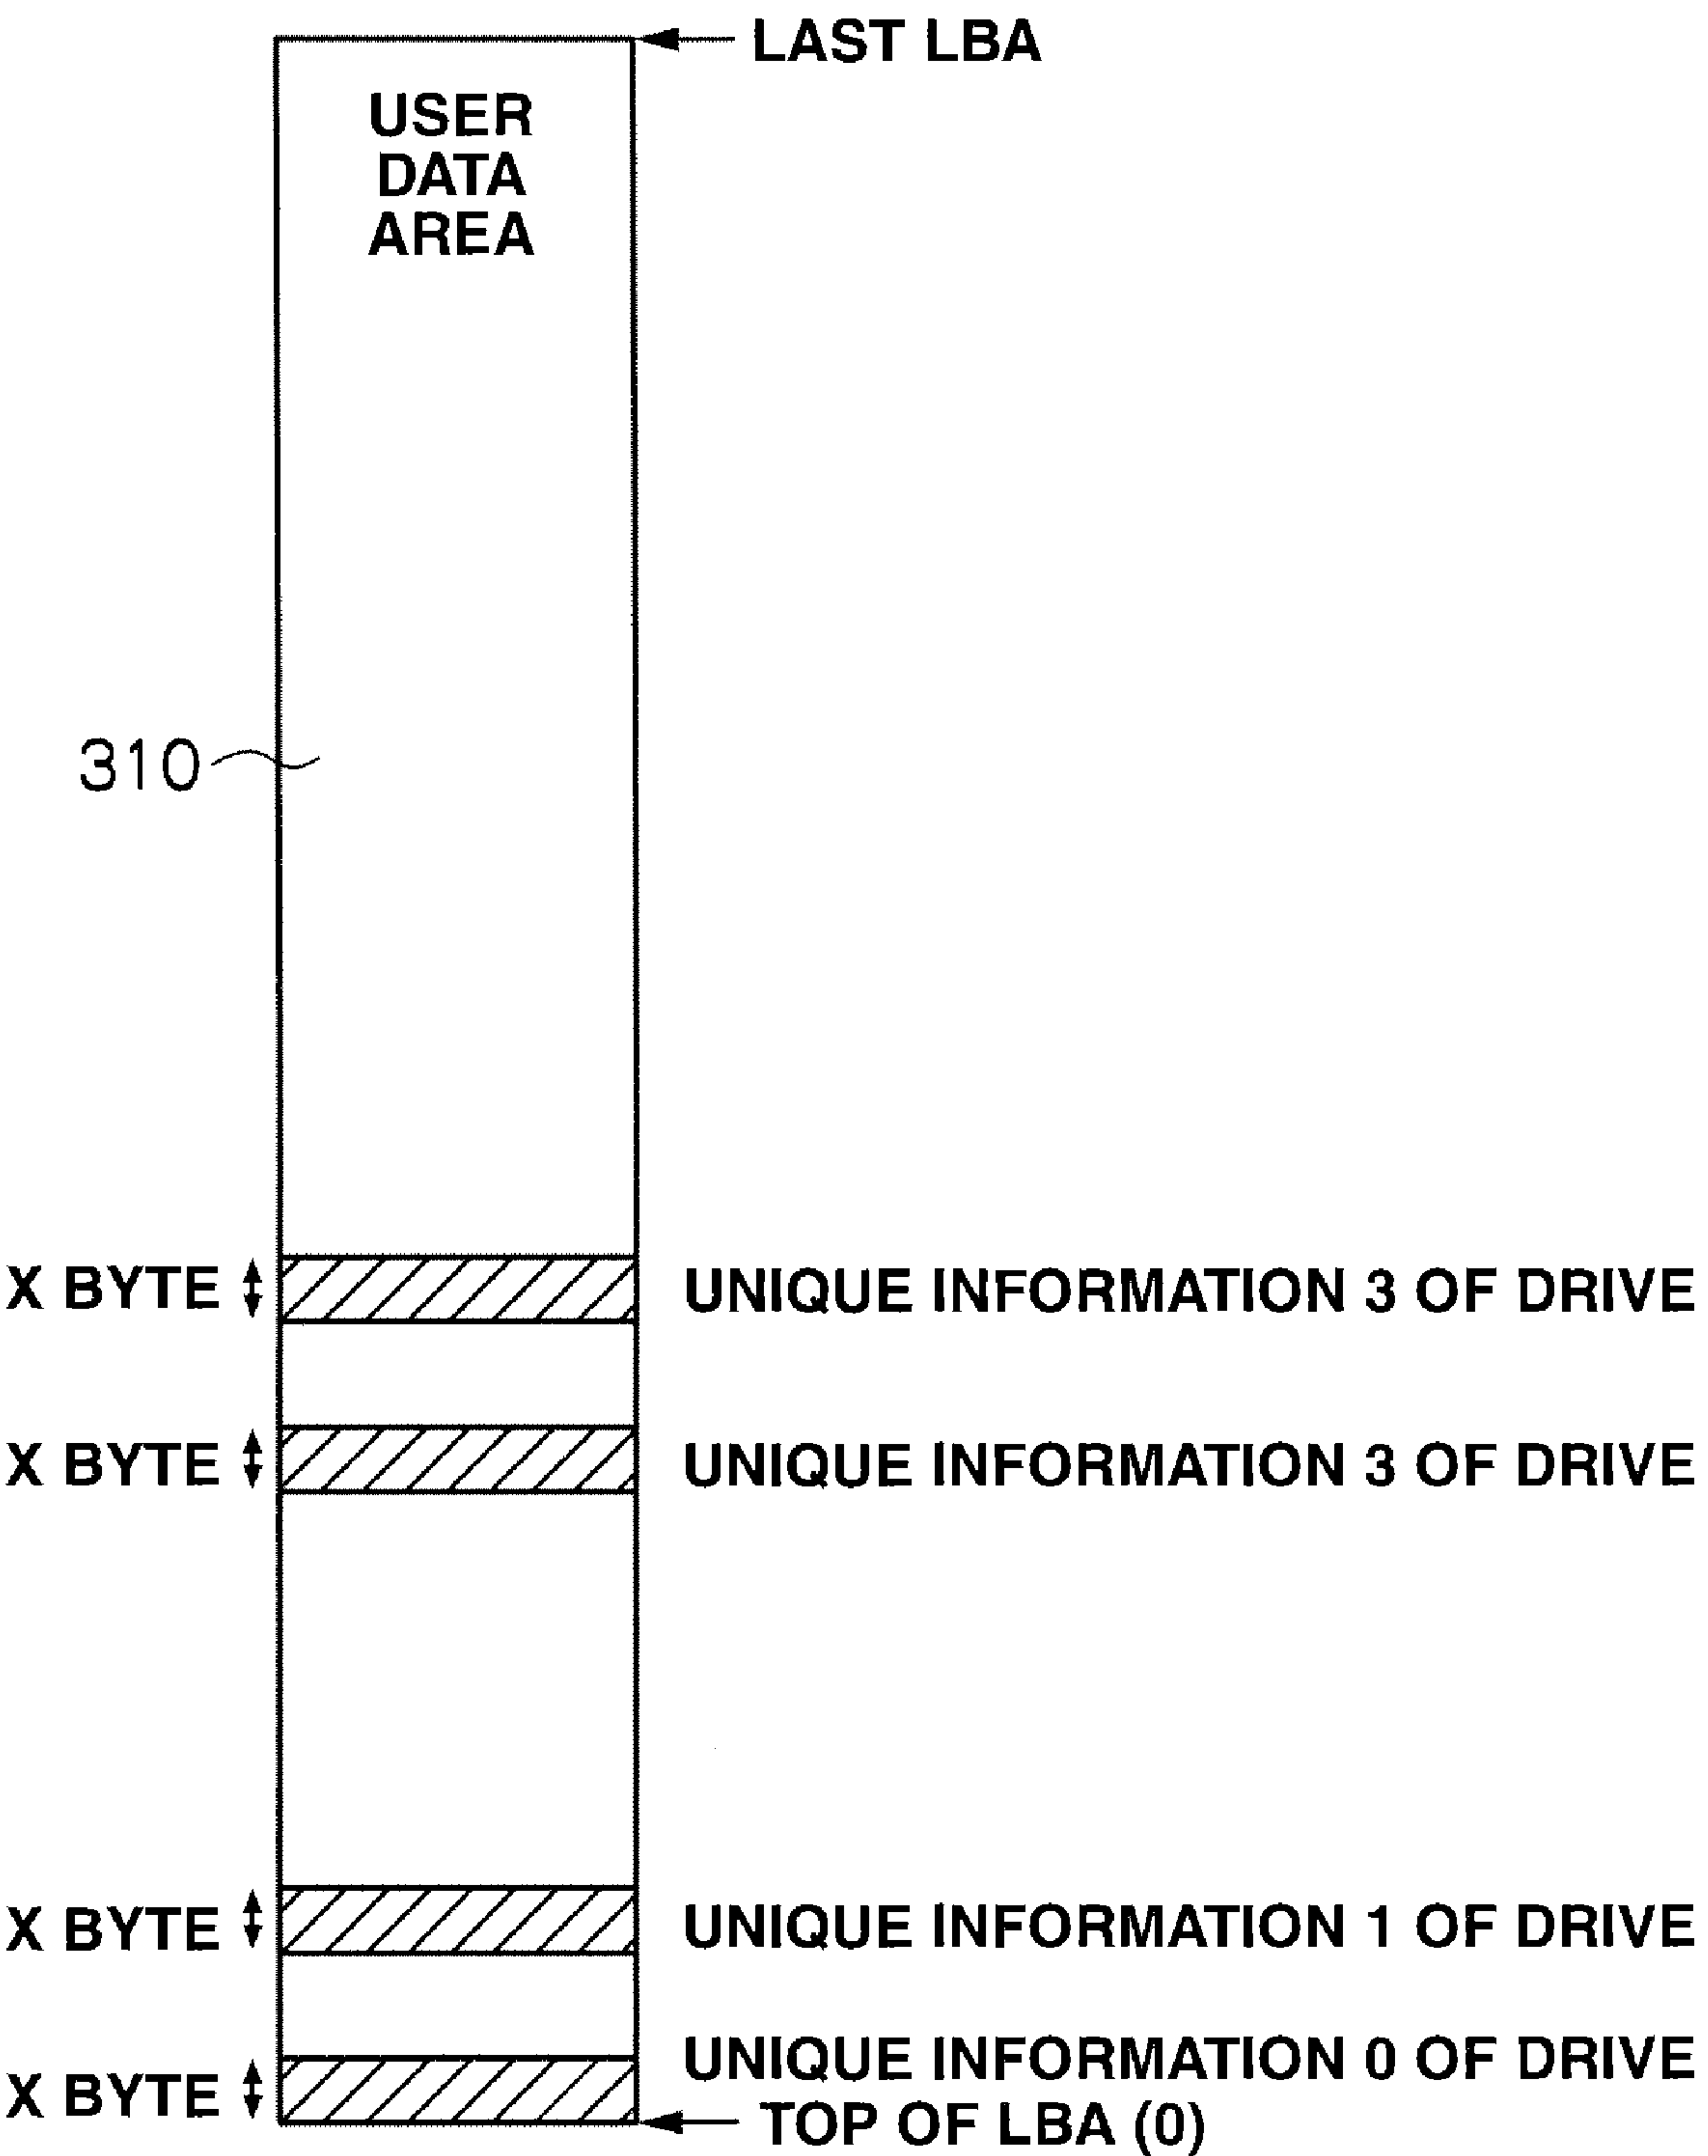 LAST LBA
USER
DATA
AREA
310
X BYTE UNIQUE INFORMATION 3 OF DRIVE
X BYTE UNIQUE INFORMATION 3 OF DRIVE
X BYTE UNIQUE INFORMATION 1 OF DRIVE
UNIQUE INFORMATION 0 OF DRIVE
X BYTE
TOP OF LBA (0)